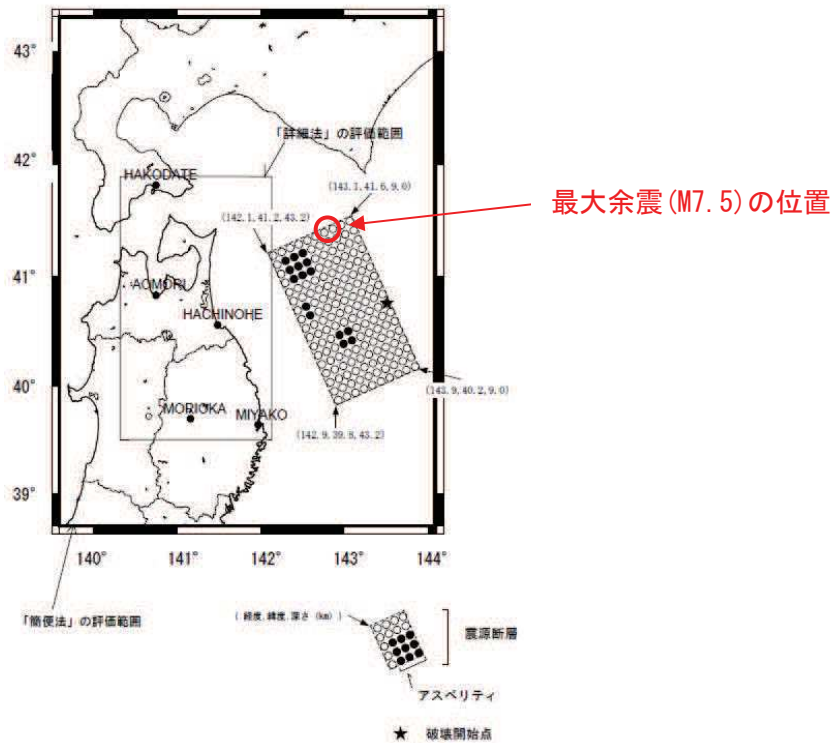 43°
42°
41°
40°
39°
140°
141°
142°
143°
144°
「詳細法」の評価範囲
HAKODATE
(143.1,41.6,9.0)
(142.1,41.2,43.2)
最大余震(M7.5)の位置
AOMORI
HACHINOHE
MORIOKA
MIYAKO
(143.9,40.2,9.0)
(142.9,39.8,43.2)
「簡便法」の評価範囲
( 経度,緯度,深さ (km) )
震源断層
アスペリティ
★ 破壊開始点